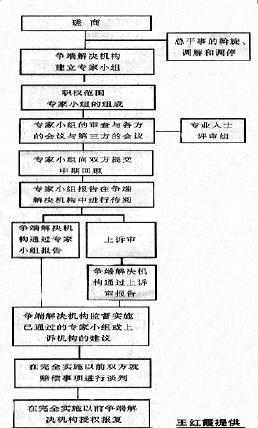 磋商
总干事的斡旋、
调解和调停
争端解决机构
建立专家小组
职权范围
专家小组的组成
专家小组的审查与各方
的会议与第三方的会议
专业人士
评审组
专家小组向双方提交
中期回顾
专家小组报告在争端
解决机构中进行传阅
争端解决机
构通过专家
小组报告
上诉审
争端解决机
构通过上诉
审报告
争端解决机构监督实施
已通过的专家小组或上
诉机构的建议
在完全实施以前双方就
赔偿事项进行谈判
在完全实施以前争端解
决机构授权报复
王红霞提供